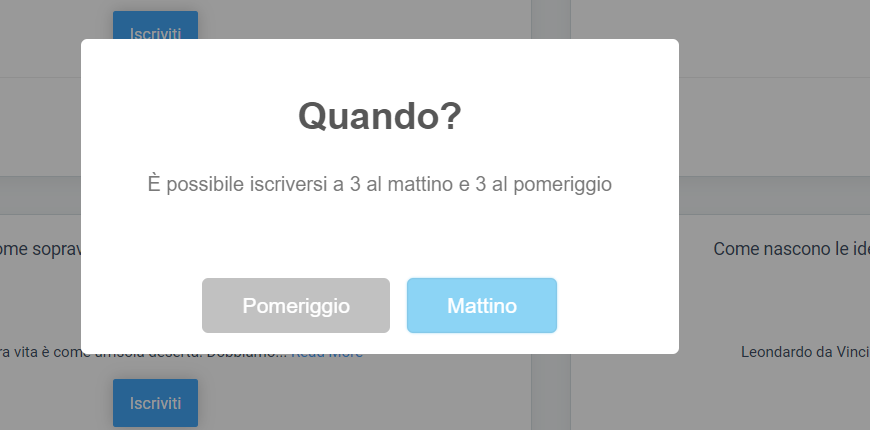 Iscriviti
Quando?
È possibile iscriversi a 3 al mattino e 3 al pomeriggio
ome soprav
Come nascono le ide
Pomeriggio
Mattino
ra vita è come un'isola deserta. Dobbiamo... Read More
Leondardo da Vinci
Iscriviti